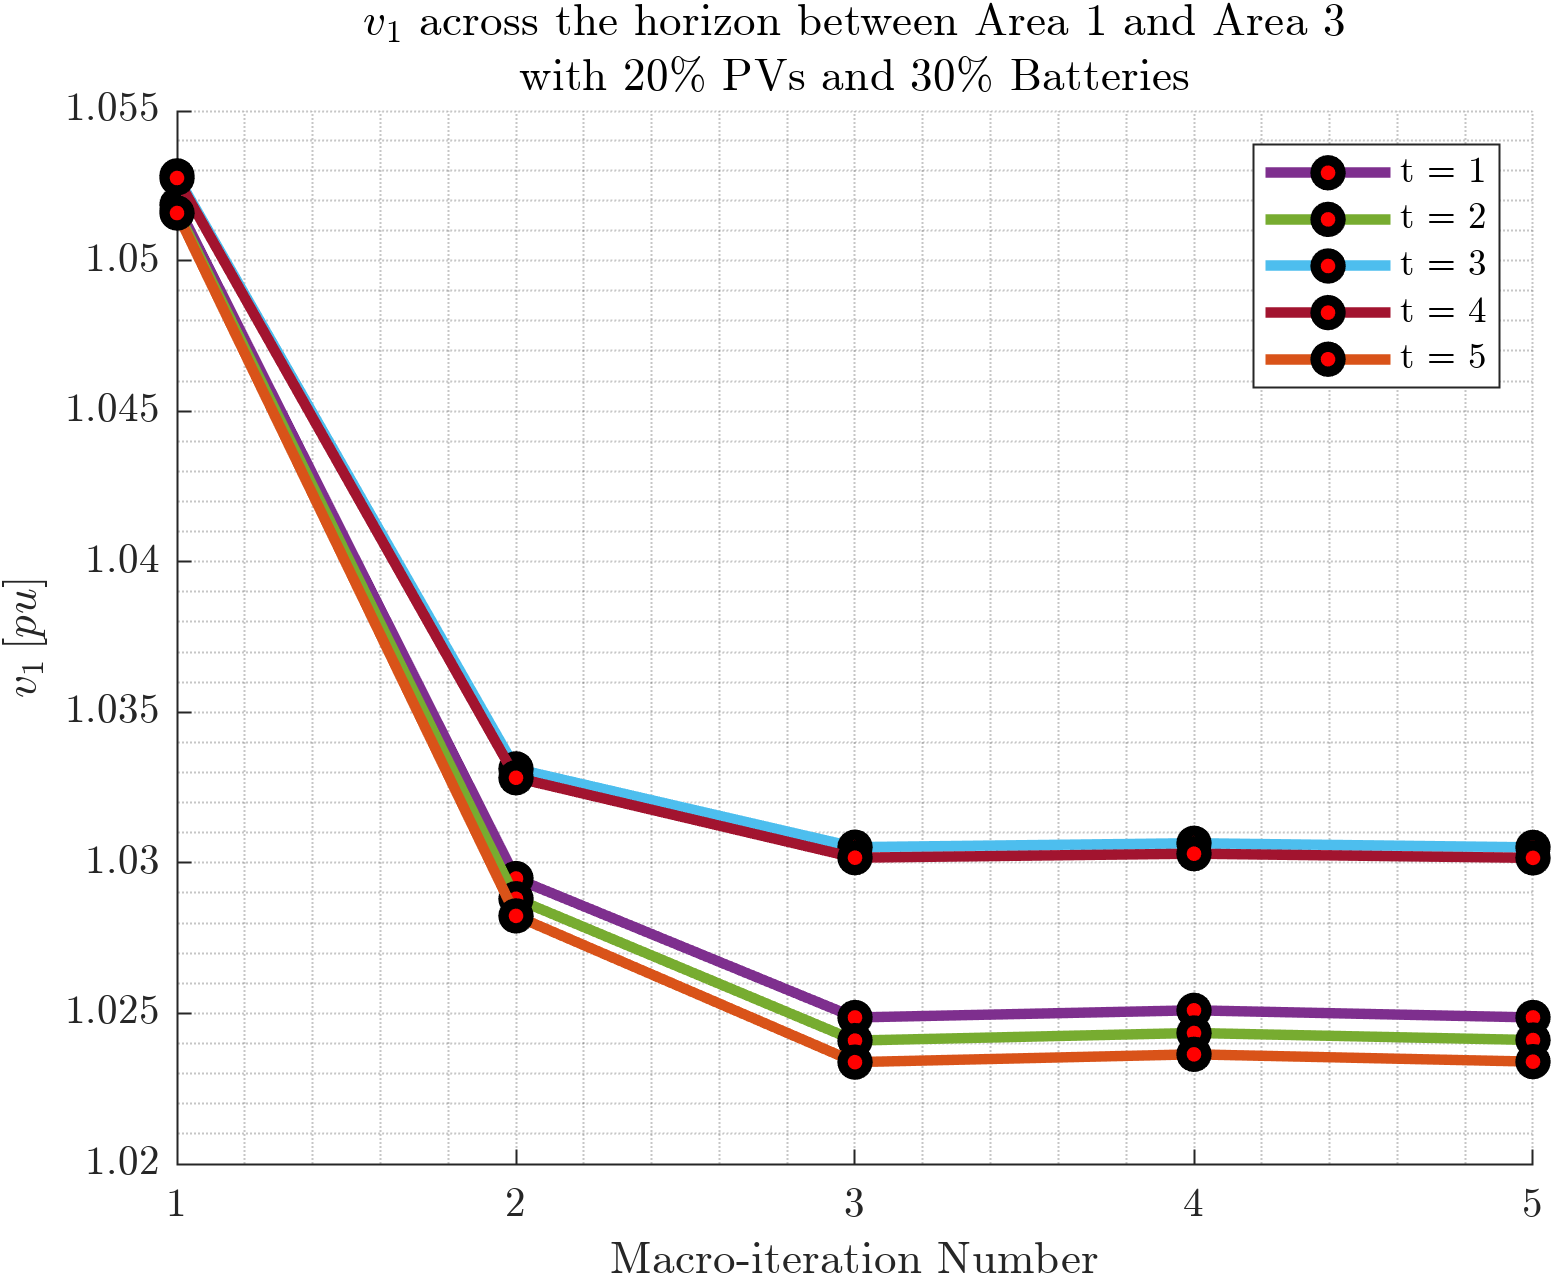 v₁ across the horizon between Area 1 and Area 3
with 20% PVs and 30% Batteries
1.055
1.05
1.045
1.04
1.035
1.03
1.025
1.02
v₁ [pu]
t = 1
t = 2
t = 3
t = 4
t = 5
1 2 3 4 5
Macro-iteration Number